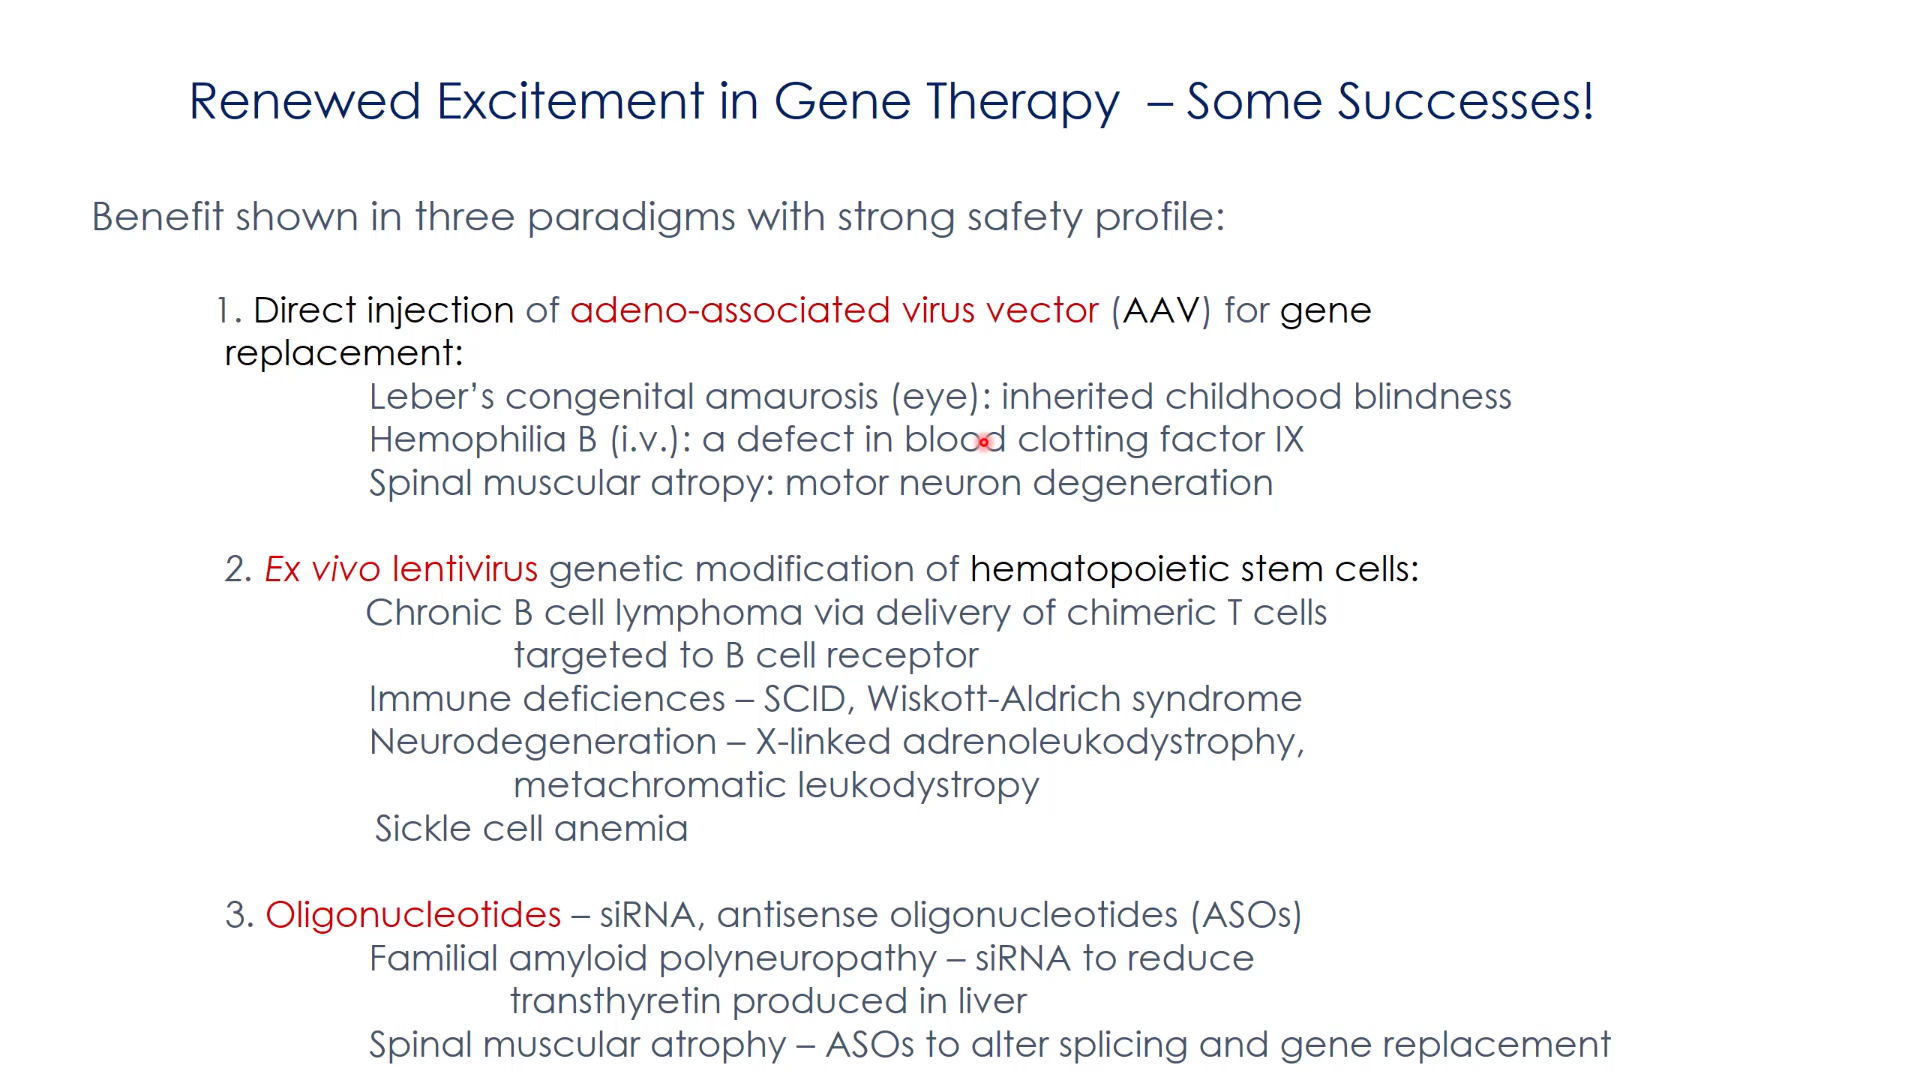 Renewed Excitement in Gene Therapy – Some Successes!
Benefit shown in three paradigms with strong safety profile:
1. Direct injection of adeno-associated virus vector (AAV) for gene
replacement:
Leber’s congenital amaurosis (eye): inherited childhood blindness
Hemophilia B (i.v.): a defect in blood clotting factor IX
Spinal muscular atropy: motor neuron degeneration
2. Ex vivo lentivirus genetic modification of hematopoietic stem cells:
Chronic B cell lymphoma via delivery of chimeric T cells
targeted to B cell receptor
Immune deficiences – SCID, Wiskott-Aldrich syndrome
Neurodegeneration – X-linked adrenoleukodystrophy,
metachromatic leukodystropy
Sickle cell anemia
3. Oligonucleotides – siRNA, antisense oligonucleotides (ASOs)
Familial amyloid polyneuropathy – siRNA to reduce
transthyretin produced in liver
Spinal muscular atrophy – ASOs to alter splicing and gene replacement